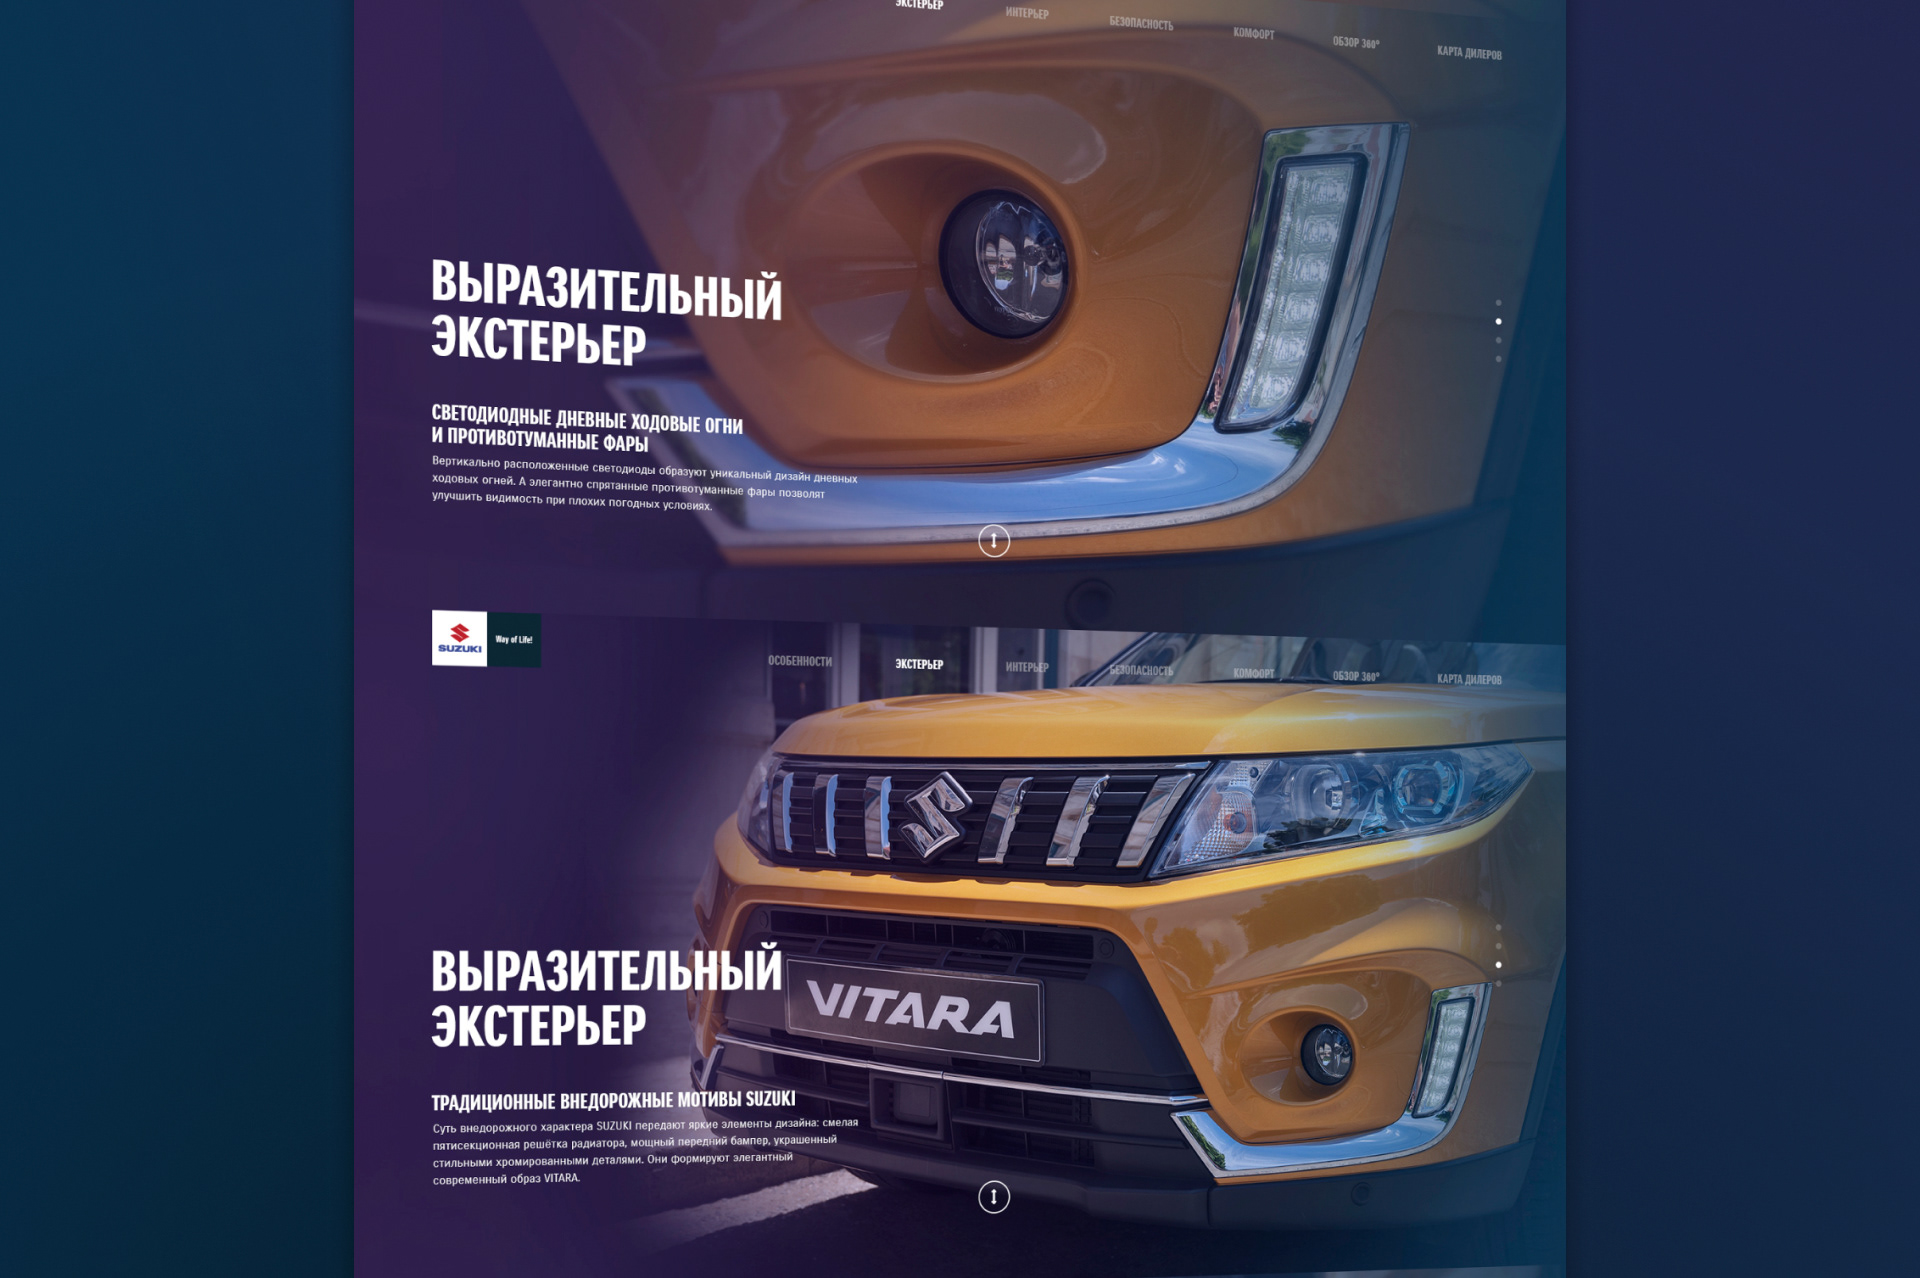 ЭКСТЕРЬЕР
ИНТЕРЬЕР
БЕЗОПАСНОСТЬ
КОМФОРТ
ОБЗОР 360°
КАРТА ДИЛЕРОВ
ВЫРАЗИТЕЛЬНЫЙ
ЭКСТЕРЬЕР
СВЕТОДИОДНЫЕ ДНЕВНЫЕ ХОДОВЫЕ ОГНИ
И ПРОТИВОТУМАННЫЕ ФАРЫ
Вертикально расположенные светодиоды образуют уникальный дизайн дневных
ходовых огней. А элегантно спрятанные противотуманные фары позволят
улучшить видимость при плохих погодных условиях.
SUZUKI
Way of Life!
ОСОБЕННОСТИ
ЭКСТЕРЬЕР
ИНТЕРЬЕР
БЕЗОПАСНОСТЬ
КОМФОРТ
ОБЗОР 360°
КАРТА ДИЛЕРОВ
VITARA
ВЫРАЗИТЕЛЬНЫЙ
ЭКСТЕРЬЕР
ТРАДИЦИОННЫЕ ВНЕДОРОЖНЫЕ МОТИВЫ SUZUKI
Суть внедорожного характера SUZUKI передают яркие элементы дизайна: смелая
пятисекционная решётка радиатора, мощный передний бампер, украшенный
стильными хромированными деталями. Они формируют элегантный
современный образ VITARA.